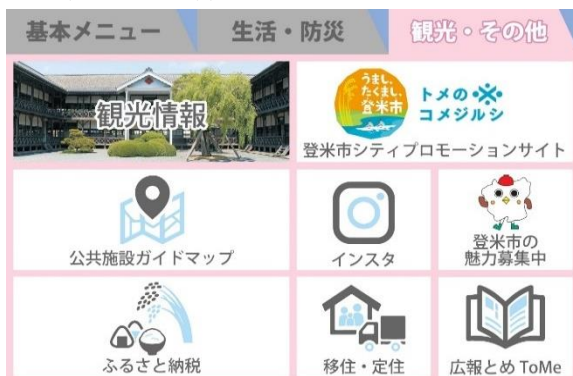 基本メニュー
生活・防災
観光・その他
観光情報
うまし、
たくまし、
登米市
トメの※
コメジルシ
登米市シティプロモーションサイト
公共施設ガイドマップ
インスタ
登米市の
魅力募集中
ふるさと納税
移住・定住
広報とめ ToMe